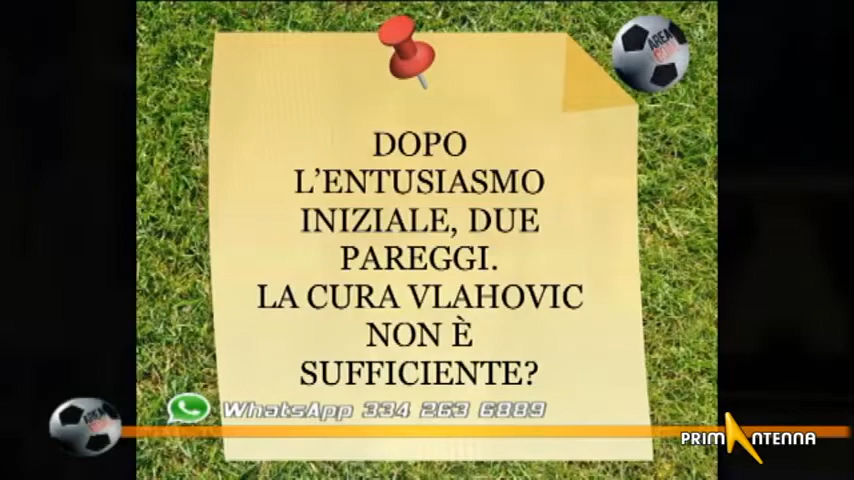 DOPO
L'ENTUSIASMO
INIZIALE, DUE
PAREGGI.
LA CURA VLAHOVIC
NON È
SUFFICIENTE?
WhatsApp 334 263 6889
PRIMANTENNA